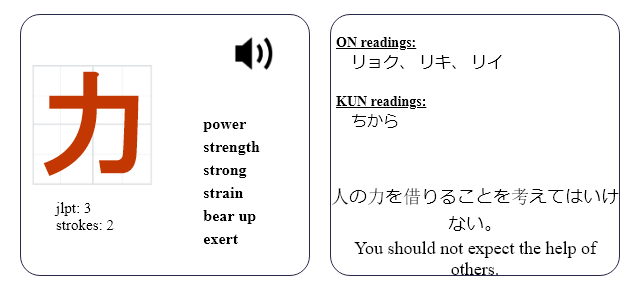 力
power
strength
strong
strain
bear up
exert
jlpt: 3
strokes: 2
ON readings:
リョク、 リキ、 リイ
KUN readings:
ちから
人の力を借りることを考えてはいけ
ない。
You should not expect the help of
others.